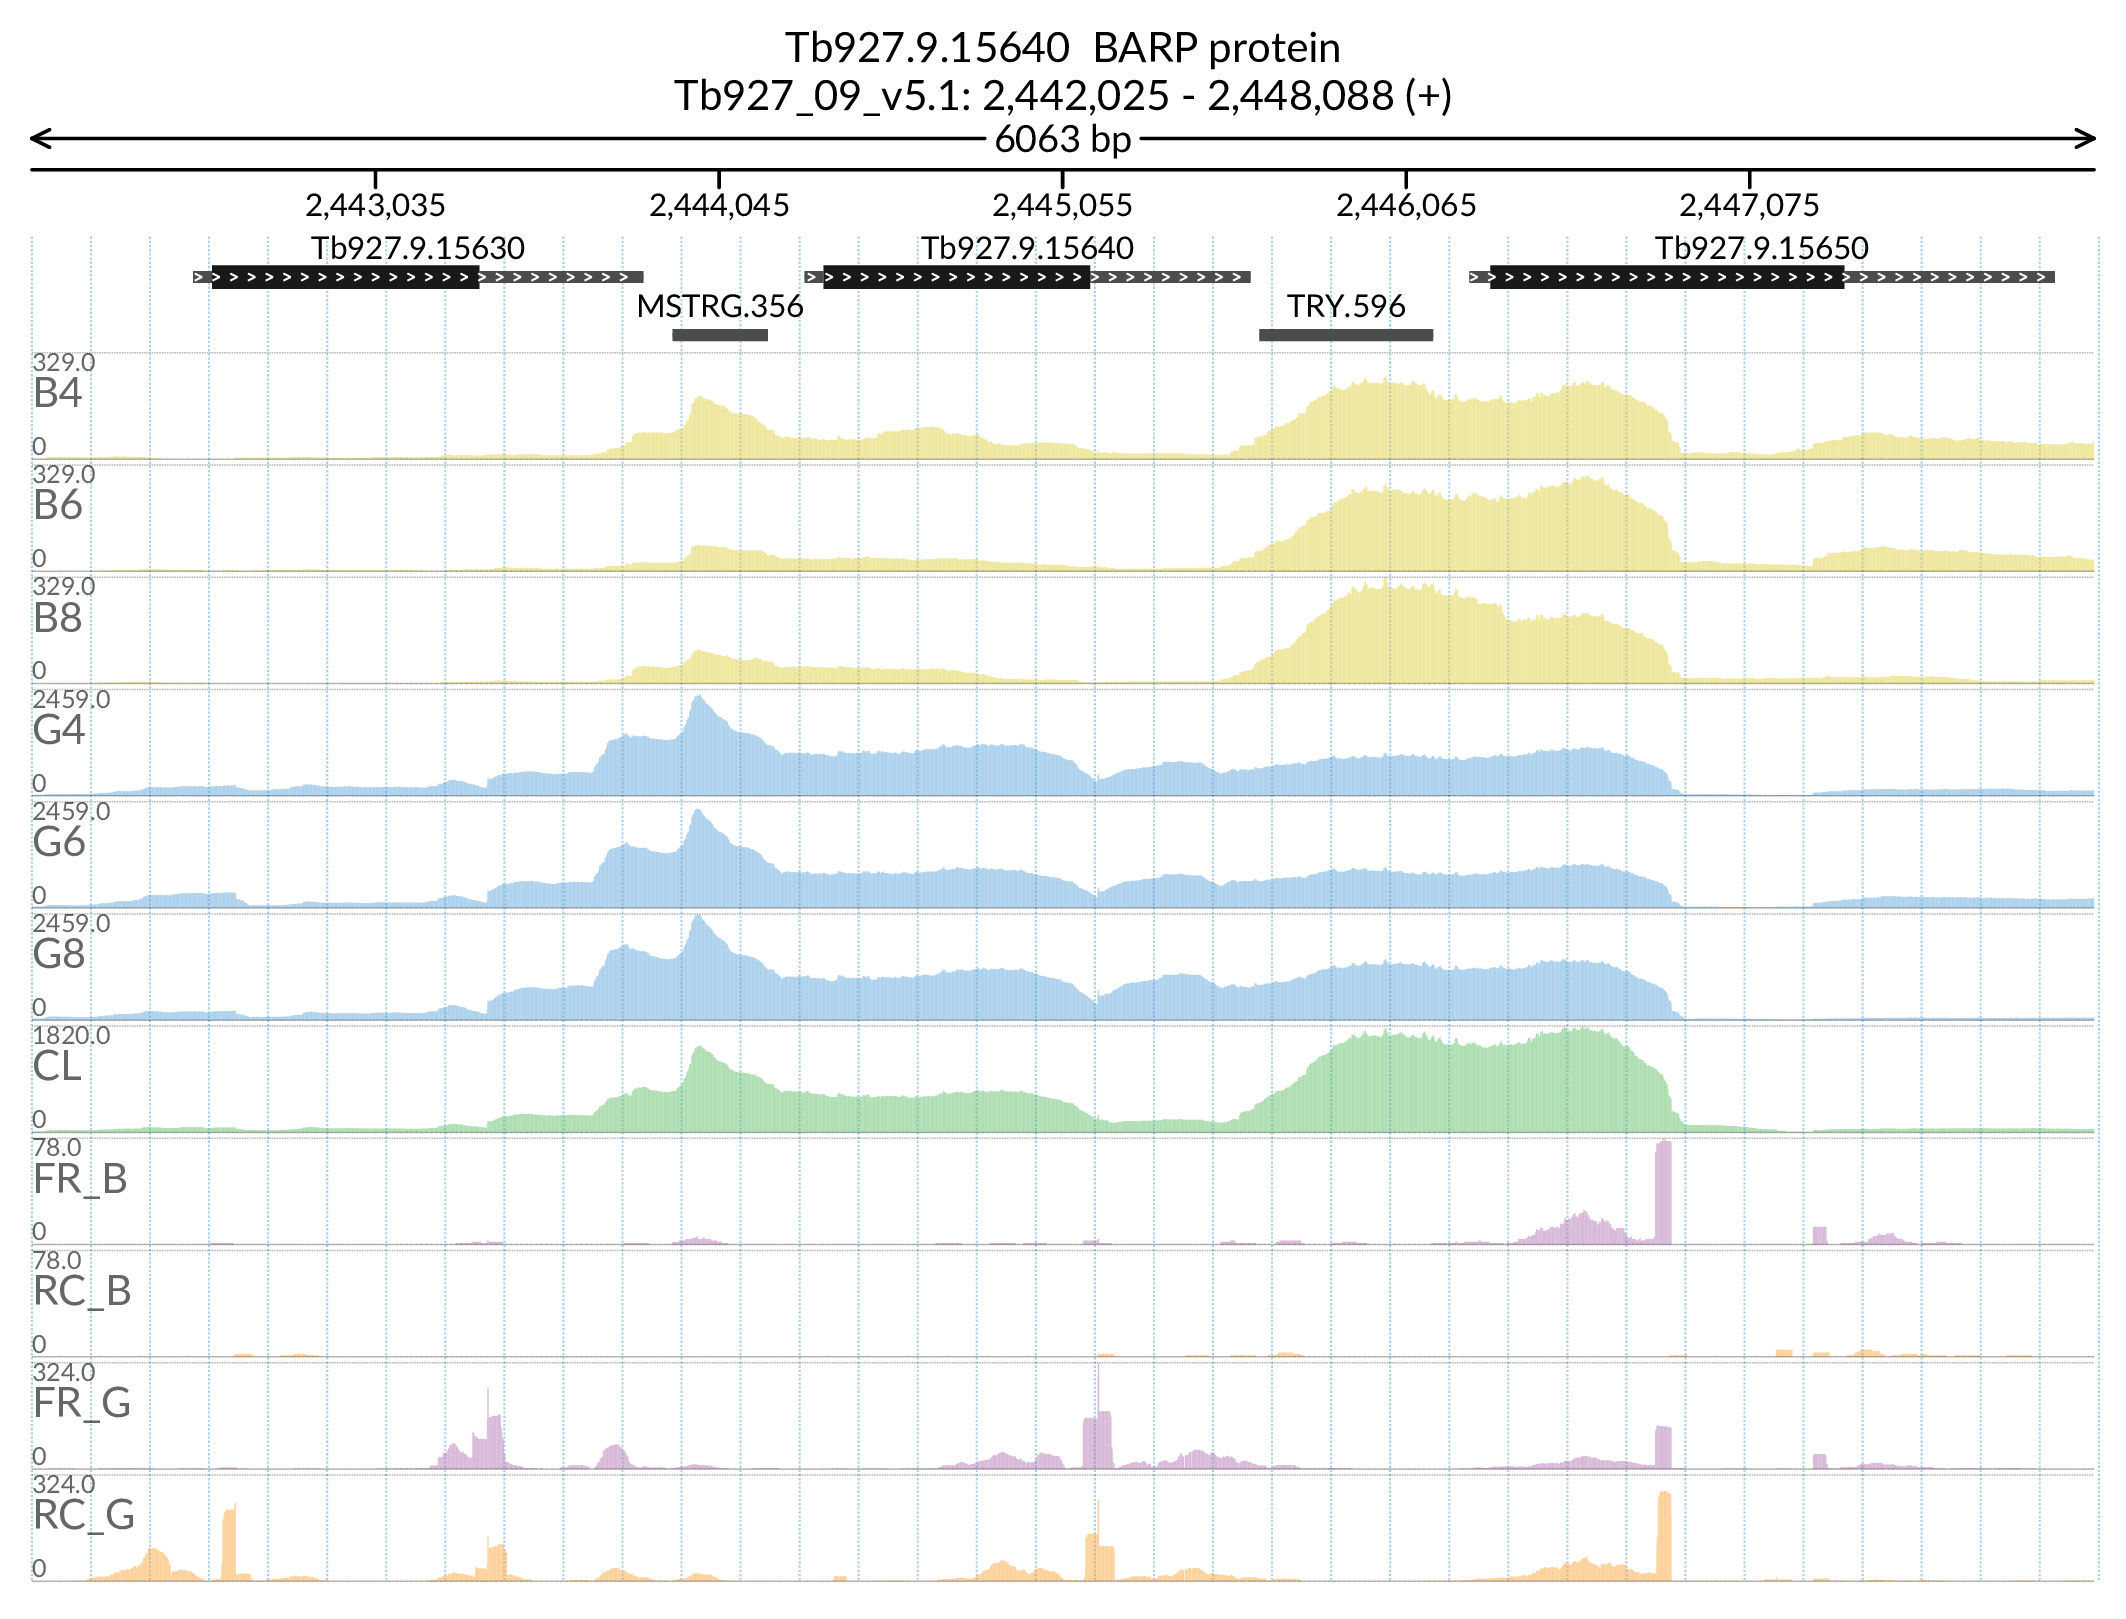 Tb927.9.15640  BARP protein
Tb927_09_v5.1: 2,442,025 - 2,448,088 (+)
6063 bp
2,443,035 2,444,045 2,445,055 2,446,065 2,447,075
Tb927.9.15630 Tb927.9.15640 Tb927.9.15650
MSTRG.356 TRY.596
329.0
B4
0
329.0
B6
0
329.0
B8
0
2459.0
G4
0
2459.0
G6
0
2459.0
G8
0
1820.0
CL
0
78.0
FR_B
0
78.0
RC_B
0
324.0
FR_G
0
324.0
RC_G
0